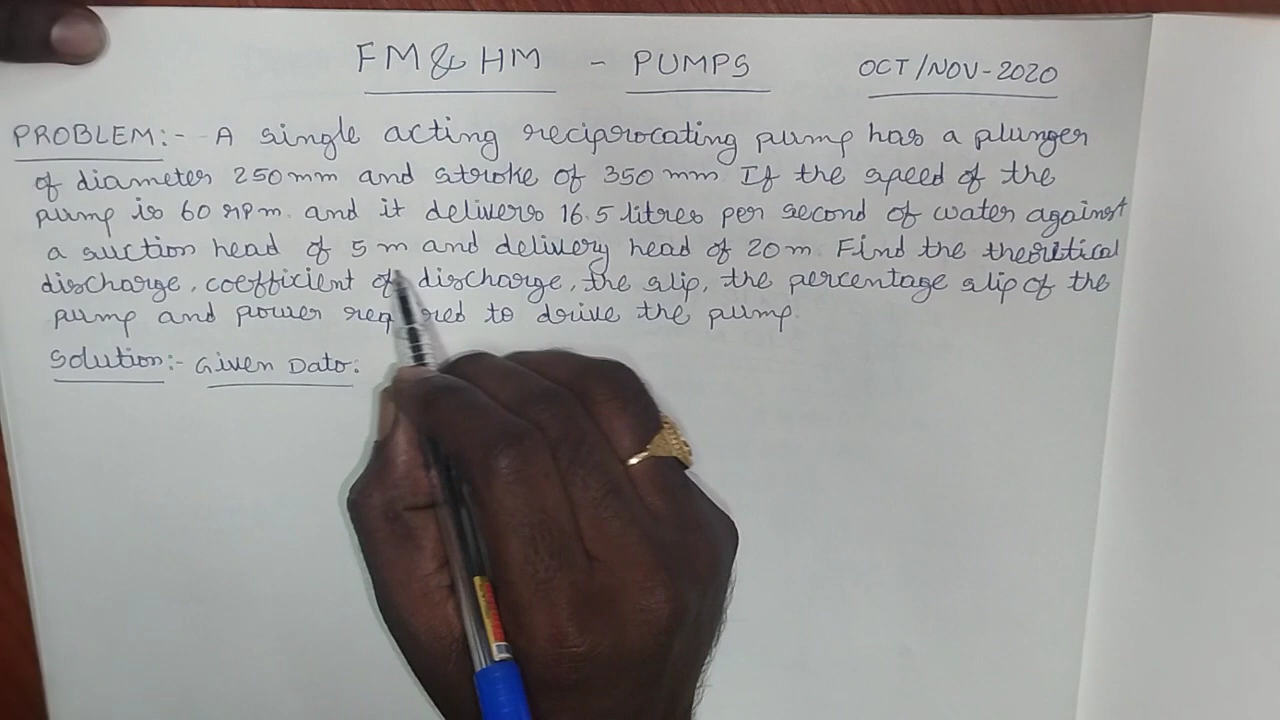 FM & HM - PUMPS OCT/NOV-2020
PROBLEM:- A single acting reciprocating pump has a plunger
of diameter 250 mm and stroke of 350 mm. If the speed of the
pump is 60 rpm. and it delivers 16.5 litres per second of water against
a suction head of 5 m and delivery head of 20 m. Find the theoritical
discharge, coefficient of discharge, the slip, the percentage slip of the
pump and power to drive the pump.
Solution:- Given Data: